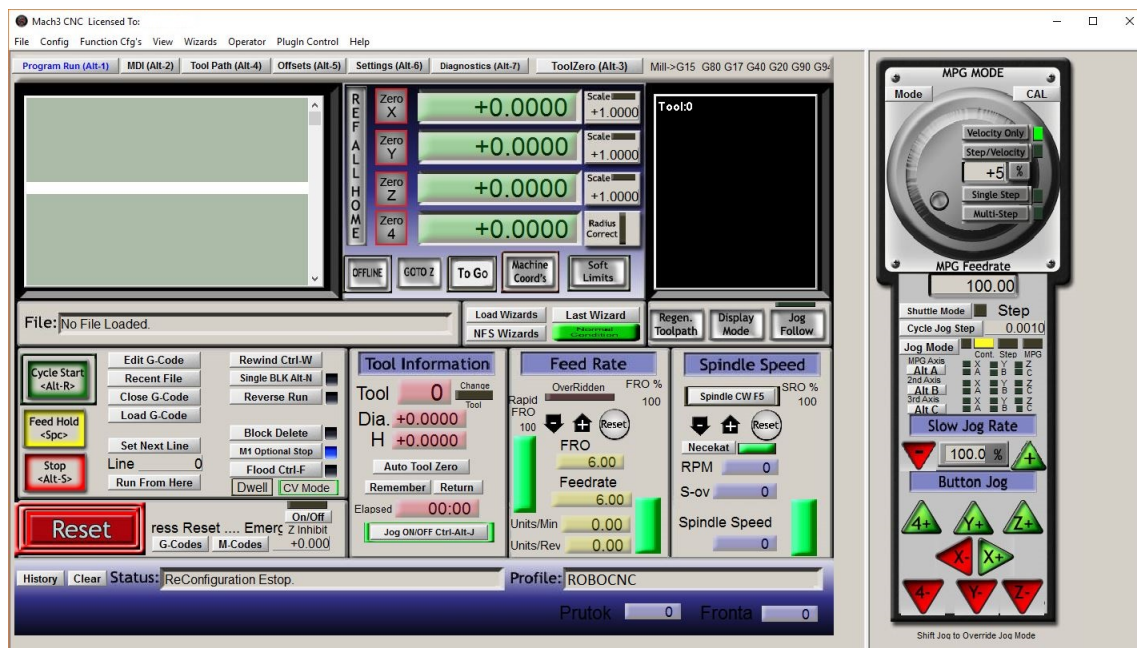 Mach3 CNC Licensed To:
File Config Function Cfg's View Wizards Operator PlugIn Control Help
Program Run (Alt-1) MDI (Alt-2) Tool Path (Alt-4) Offsets (Alt-5) Settings (Alt-6) Diagnostics (Alt-7) ToolZero (Alt-3) Mill->G15 G80 G17 G40 G20 G90 G94
REF ALL HOME
Zero X +0.0000 Scale +1.0000
Zero Y +0.0000 Scale +1.0000
Zero Z +0.0000 Scale +1.0000
Zero 4 +0.0000 Radius Correct
OFFLINE GOTO Z To Go Machine Coord's Soft Limits
Tool:0
File: No File Loaded.
Load Wizards Last Wizard
NFS Wizards Normal Condition
Regen. Toolpath Display Mode Jog Follow
Cycle Start <Alt-R>
Feed Hold <Spc>
Stop <Alt-S>
Edit G-Code
Recent File
Close G-Code
Load G-Code
Set Next Line
Line 0
Run From Here
Rewind Ctrl-W
Single BLK Alt-N
Reverse Run
Block Delete
M1 Optional Stop
Flood Ctrl-F
Dwell CV Mode
Reset
ress Reset .... Emerg
G-Codes M-Codes
On/Off
Z Inhibit
+0.000
Tool Information
Tool 0 Change Tool
Dia. +0.0000
H +0.0000
Auto Tool Zero
Remember Return
Elapsed 00:00
Jog ON/OFF Ctrl-Alt-J
Feed Rate
OverRidden FRO %
100
Rapid FRO
100
Reset
FRO
6.00
Feedrate
6.00
Units/Min 0.00
Units/Rev 0.00
Spindle Speed
Spindle CW F5 SRO %
100
Reset
Necekat
RPM 0
S-ov 0
Spindle Speed
0
History Clear Status: ReConfiguration Estop. Profile: ROBOCNC
Prutok 0 Fronta 0
MPG MODE
Mode CAL
Velocity Only
Step/Velocity
+5 %
Single Step
Multi-Step
MPG Feedrate
100.00
Shuttle Mode Step
Cycle Jog Step 0.0010
Jog Mode Cont. Step MPG
MPG Axis X Y Z
Alt A A B C
2nd Axis X Y Z
Alt B A B C
3rd Axis X Y Z
Alt C A B C
Slow Jog Rate
- 100.0 % +
Button Jog
4+ Y+ Z+
X- X+
4- Y- Z-
Shift Jog to Override Jog Mode